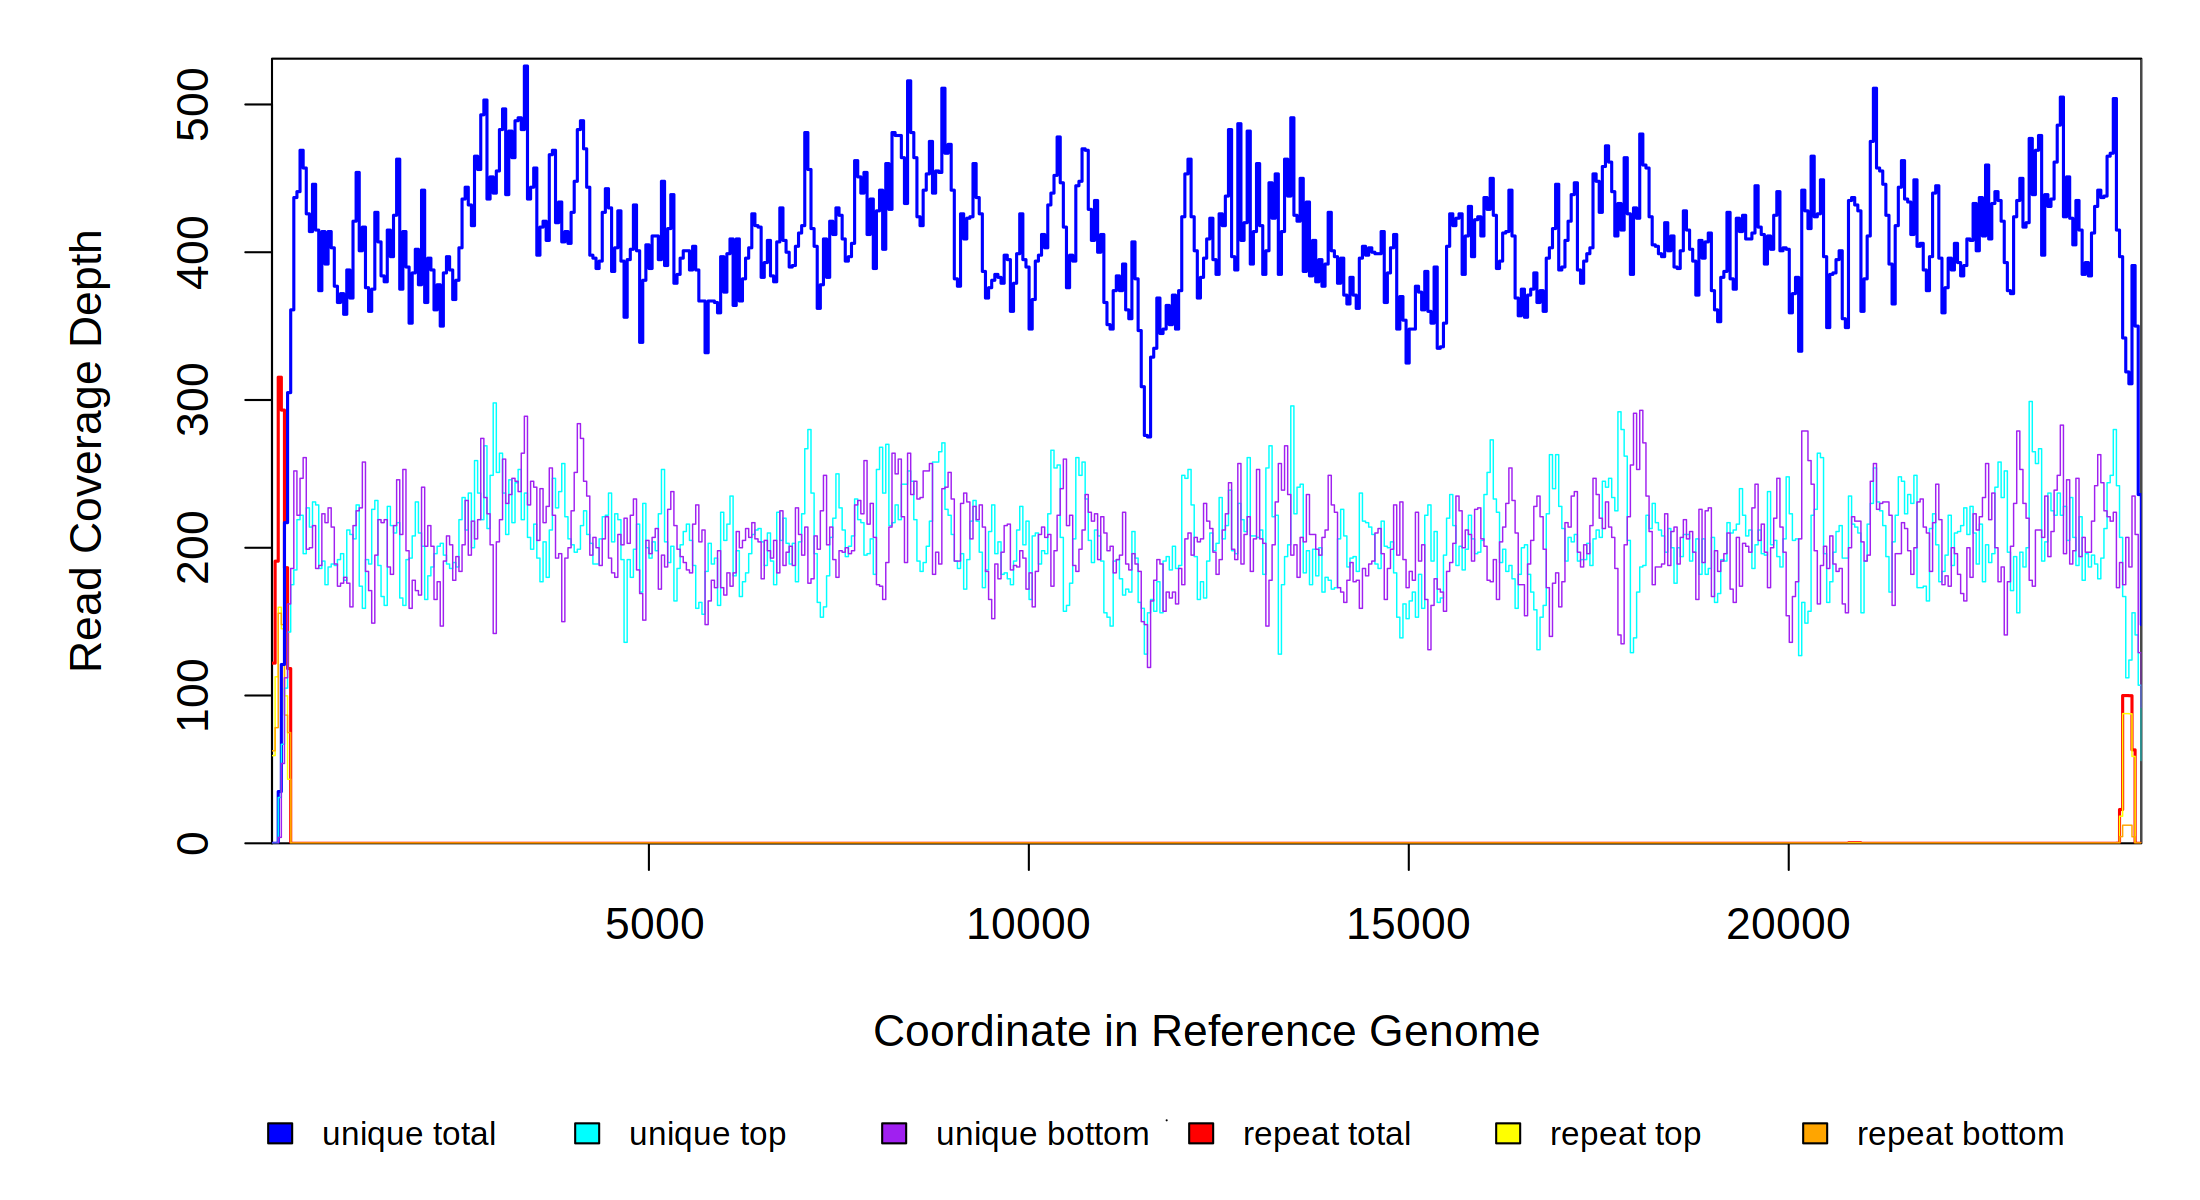 Read Coverage Depth
500
400
300
200
100
0
5000 10000 15000 20000
Coordinate in Reference Genome
unique total unique top unique bottom repeat total repeat top repeat bottom